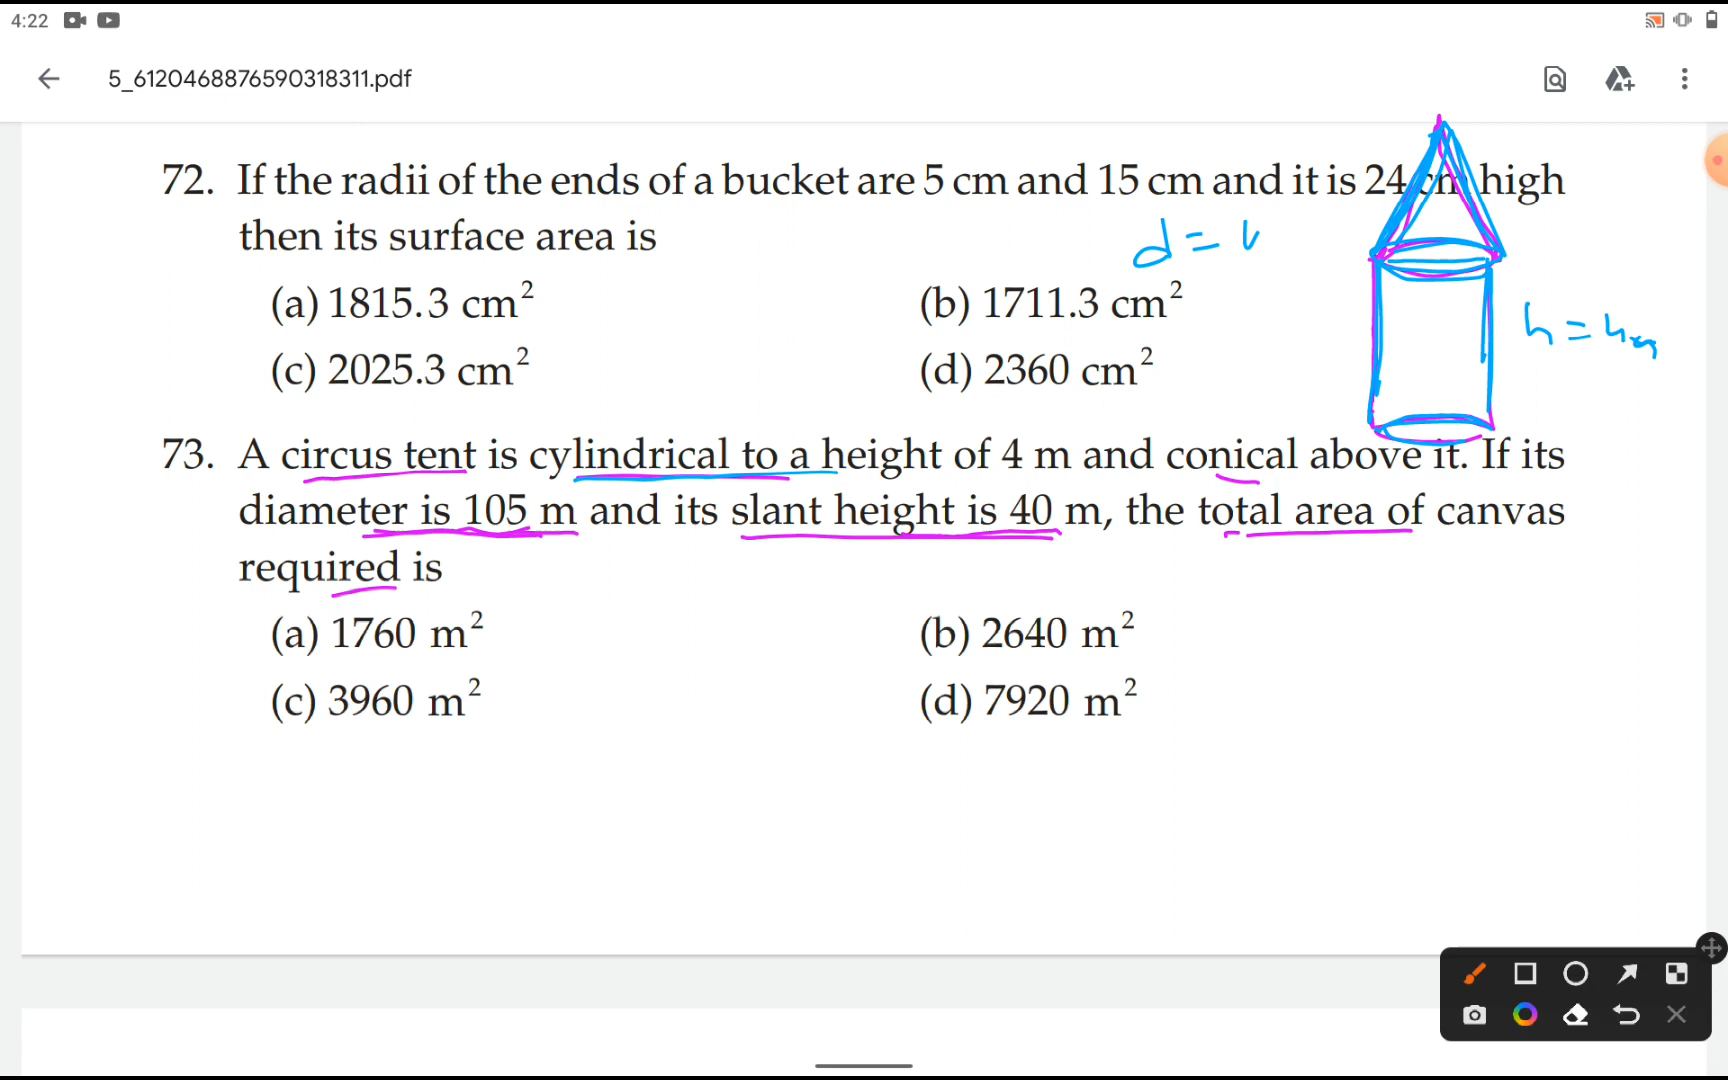 4:22
5_6120468876590318311.pdf
72. If the radii of the ends of a bucket are 5 cm and 15 cm and it is 24 cm high
then its surface area is
d =
(a) 1815.3 cm² (b) 1711.3 cm²
h = 4m
(c) 2025.3 cm² (d) 2360 cm²
73. A circus tent is cylindrical to a height of 4 m and conical above it. If its
diameter is 105 m and its slant height is 40 m, the total area of canvas
required is
(a) 1760 m² (b) 2640 m²
(c) 3960 m² (d) 7920 m²